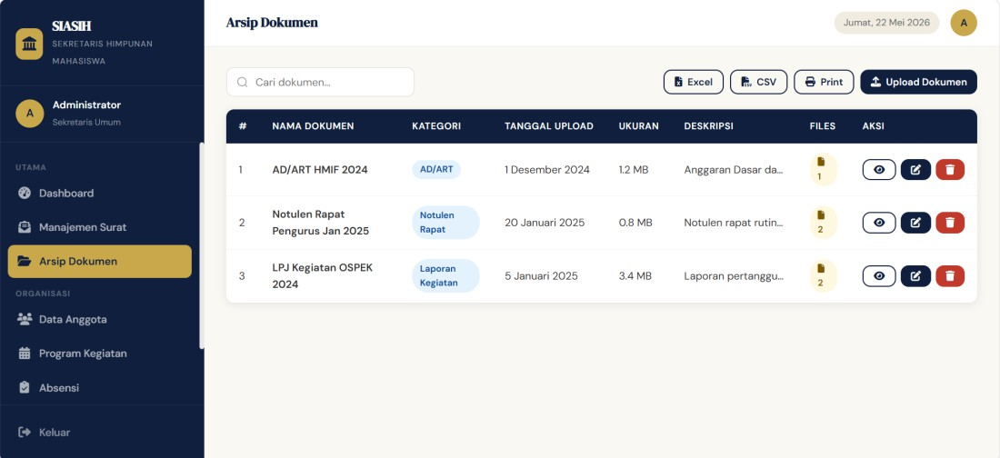 SIASIH
SEKRETARIS HIMPUNAN
MAHASISWA
A
Administrator
Sekretaris Umum
UTAMA
Dashboard
Manajemen Surat
Arsip Dokumen
ORGANISASI
Data Anggota
Program Kegiatan
Absensi
Keluar
Arsip Dokumen
Jumat, 22 Mei 2026
A
Cari dokumen...
Excel
CSV
Print
Upload Dokumen
# NAMA DOKUMEN KATEGORI TANGGAL UPLOAD UKURAN DESKRIPSI FILES AKSI
1 AD/ART HMIF 2024 AD/ART 1 Desember 2024 1.2 MB Anggaran Dasar da... 1
2 Notulen Rapat
Pengurus Jan 2025 Notulen
Rapat 20 Januari 2025 0.8 MB Notulen rapat rutin... 2
3 LPJ Kegiatan OSPEK
2024 Laporan
Kegiatan 5 Januari 2025 3.4 MB Laporan pertanggu... 2